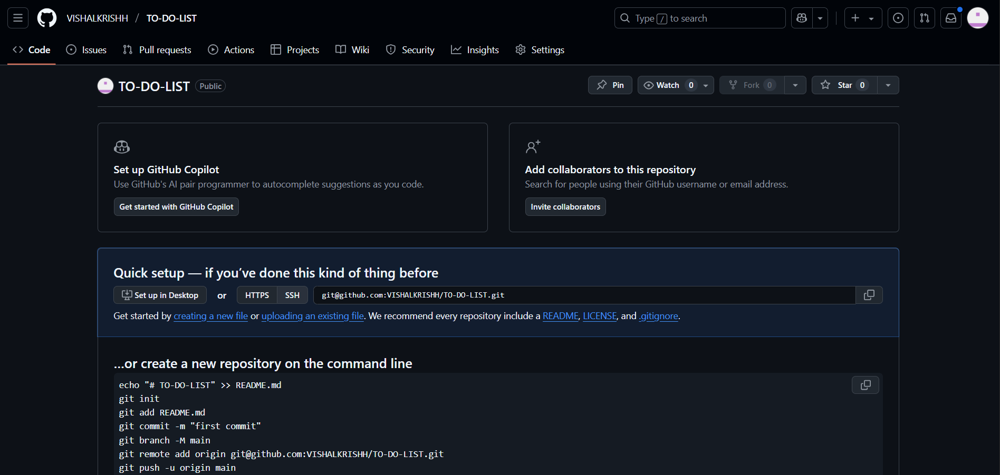 VISHALKRISHH / TO-DO-LIST
Type / to search
Code Issues Pull requests Actions Projects Wiki Security Insights Settings
TO-DO-LIST Public
Pin Watch 0 Fork 0 Star 0
Set up GitHub Copilot
Use GitHub's AI pair programmer to autocomplete suggestions as you code.
Get started with GitHub Copilot
Add collaborators to this repository
Search for people using their GitHub username or email address.
Invite collaborators
Quick setup — if you’ve done this kind of thing before
Set up in Desktop or HTTPS SSH git@github.com:VISHALKRISHH/TO-DO-LIST.git
Get started by creating a new file or uploading an existing file. We recommend every repository include a README, LICENSE, and .gitignore.
…or create a new repository on the command line
echo "# TO-DO-LIST" >> README.md
git init
git add README.md
git commit -m "first commit"
git branch -M main
git remote add origin git@github.com:VISHALKRISHH/TO-DO-LIST.git
git push -u origin main